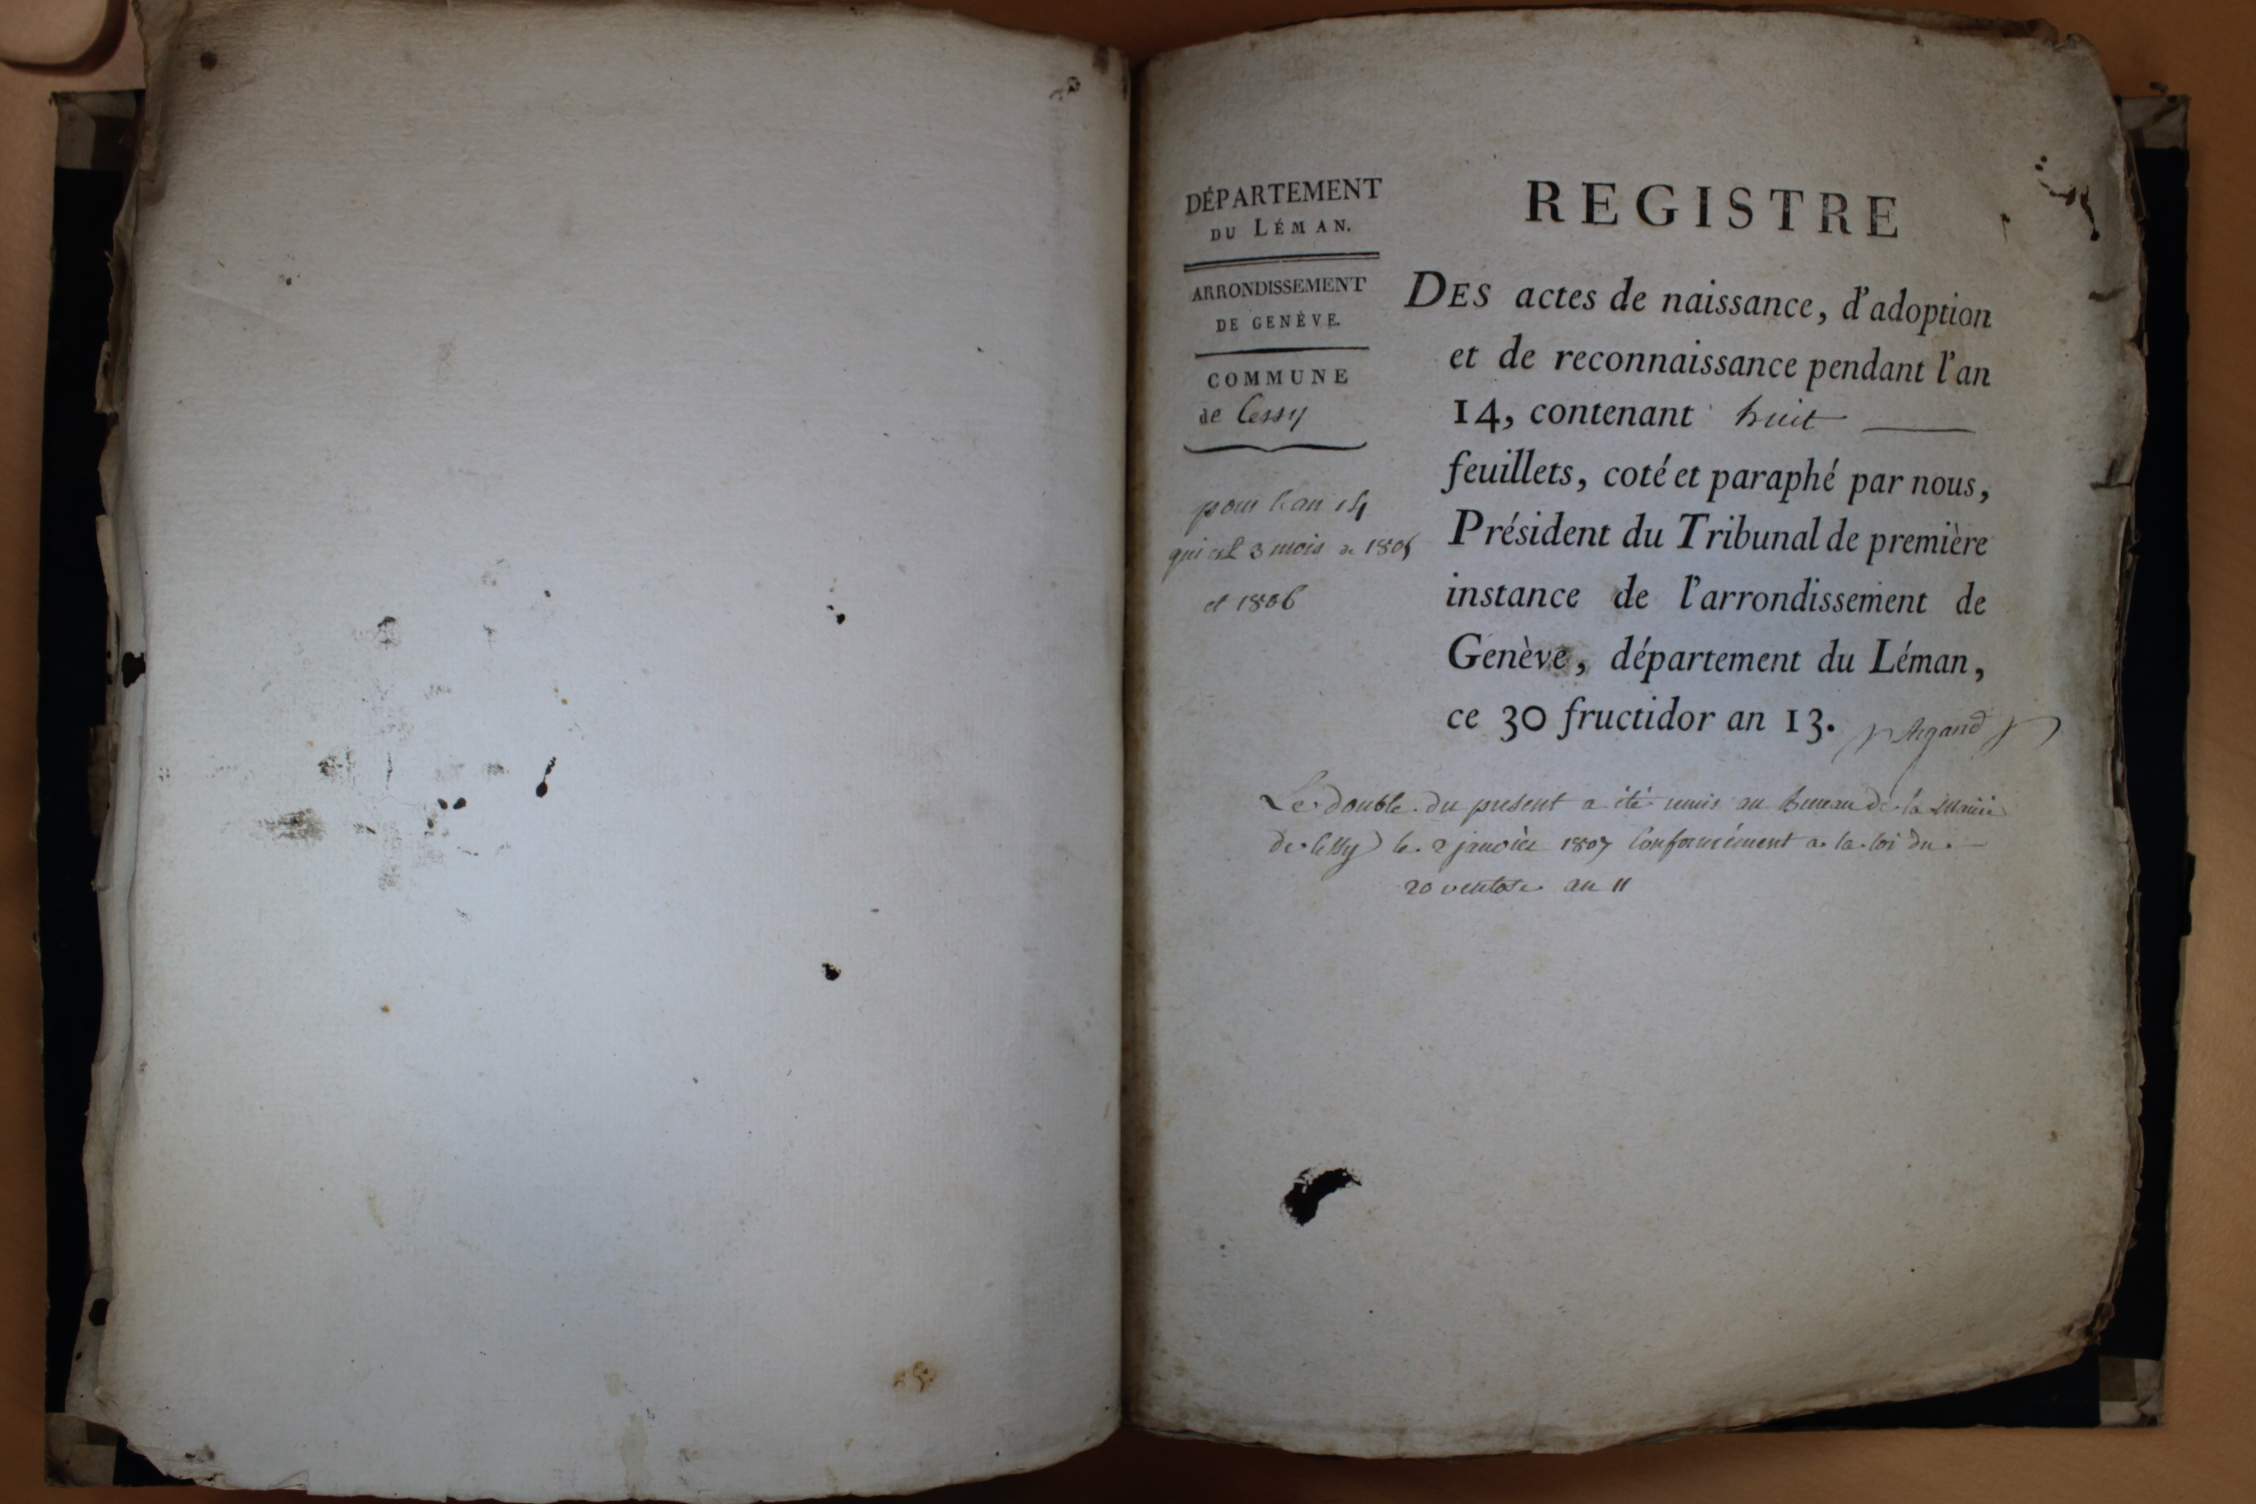 DÉPARTEMENT
DU LÉMAN.
ARRONDISSEMENT
DE GENÈVE.
COMMUNE
de Cessy
pour l'an 14
qui est 3 mois de 1805
et 1806
REGISTRE
DES actes de naissance, d'adoption
et de reconnaissance pendant l'an
14, contenant huit
feuillets, coté et paraphé par nous,
Président du Tribunal de première
instance de l'arrondissement de
Genève, département du Léman,
ce 30 fructidor an 13. Argand
Le double du present a été remis au bureau de la Mairie
de Cessy le 2 janvier 1807 Conformément a la loi du
20 ventose an 11